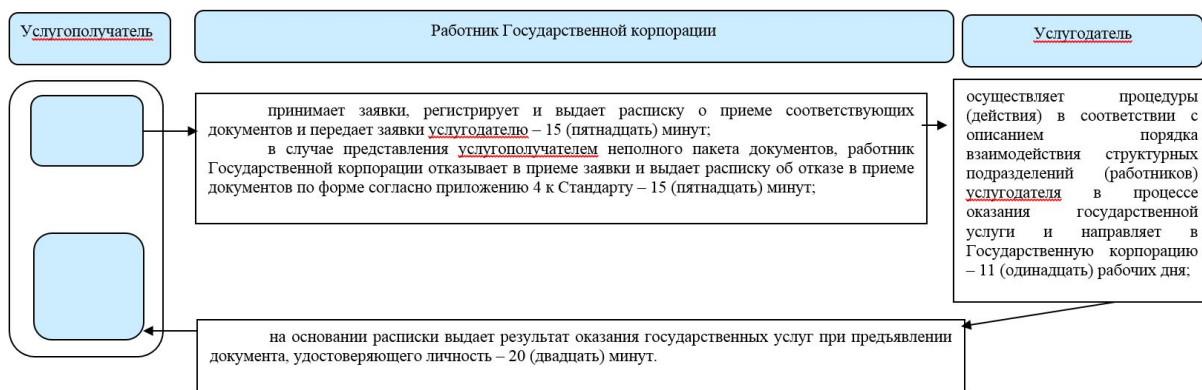 Услугополучатель
Работник Государственной корпорации
Услугодатель
принимает заявки, регистрирует и выдает расписку о приеме соответствующих
документов и передает заявки услугодателю – 15 (пятнадцать) минут;
в случае представления услугополучателем неполного пакета документов, работник
Государственной корпорации отказывает в приеме заявки и выдает расписку об отказе в приеме
документов по форме согласно приложению 4 к Стандарту – 15 (пятнадцать) минут;
осуществляет процедуры
(действия) в соответствии с
описанием порядка
взаимодействия структурных
подразделений (работников)
услугодателя в процессе
оказания государственной
услуги и направляет в
Государственную корпорацию
– 11 (одинадцать) рабочих дня;
на основании расписки выдает результат оказания государственных услуг при предъявлении
документа, удостоверяющего личность – 20 (двадцать) минут.